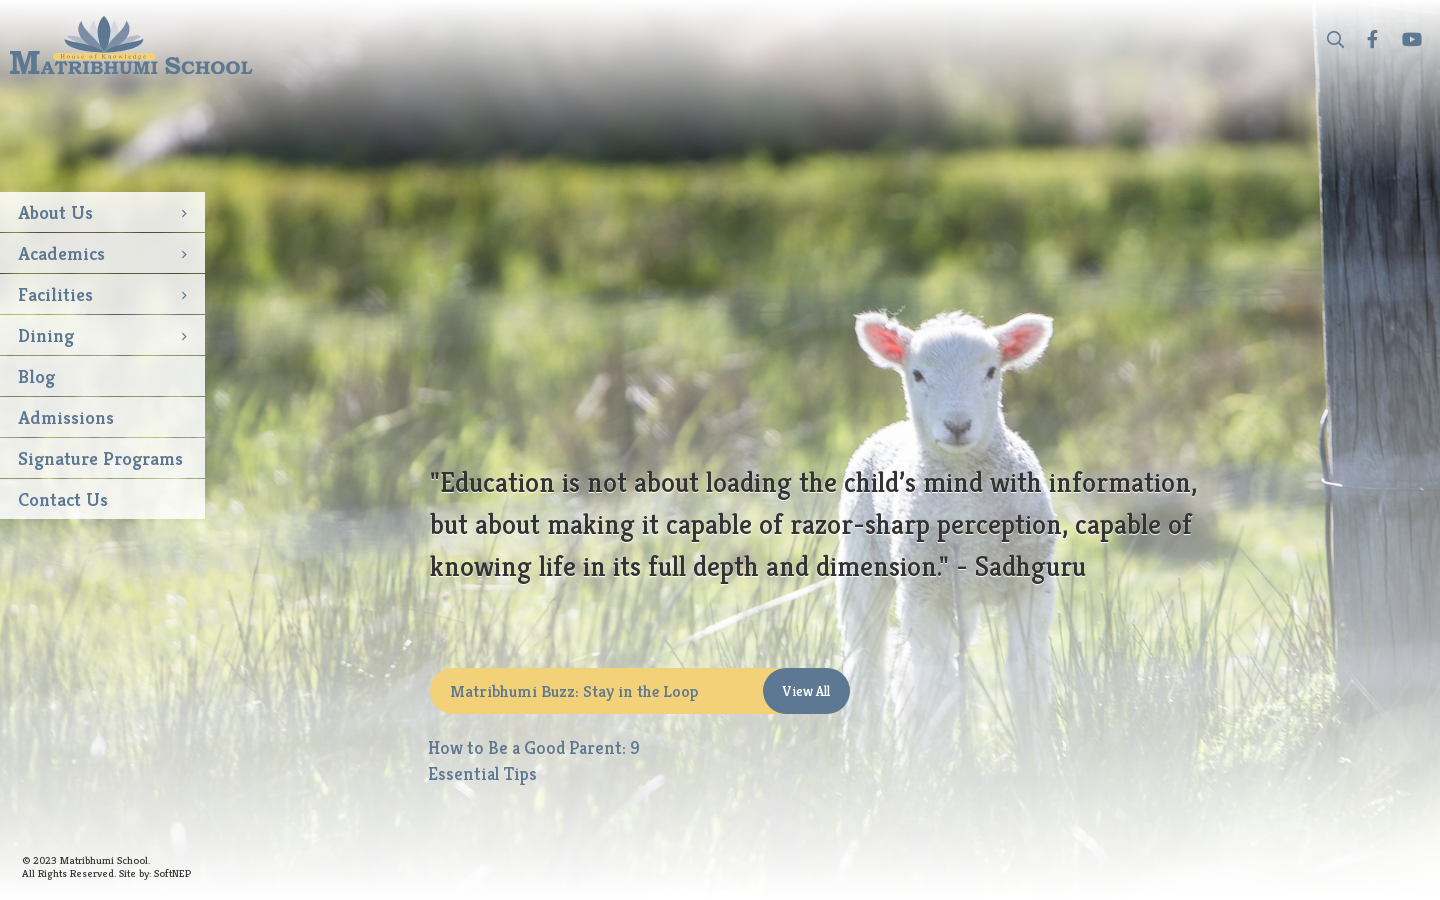 House of Knowledge
MATRIBHUMI SCHOOL
About Us
Academics
Facilities
Dining
Blog
Admissions
Signature Programs
Contact Us
"Education is not about loading the child’s mind with information,
but about making it capable of razor-sharp perception, capable of
knowing life in its full depth and dimension." - Sadhguru
Matribhumi Buzz: Stay in the Loop
View All
How to Be a Good Parent: 9
Essential Tips
© 2023 Matribhumi School.
All Rights Reserved. Site by: SoftNEP